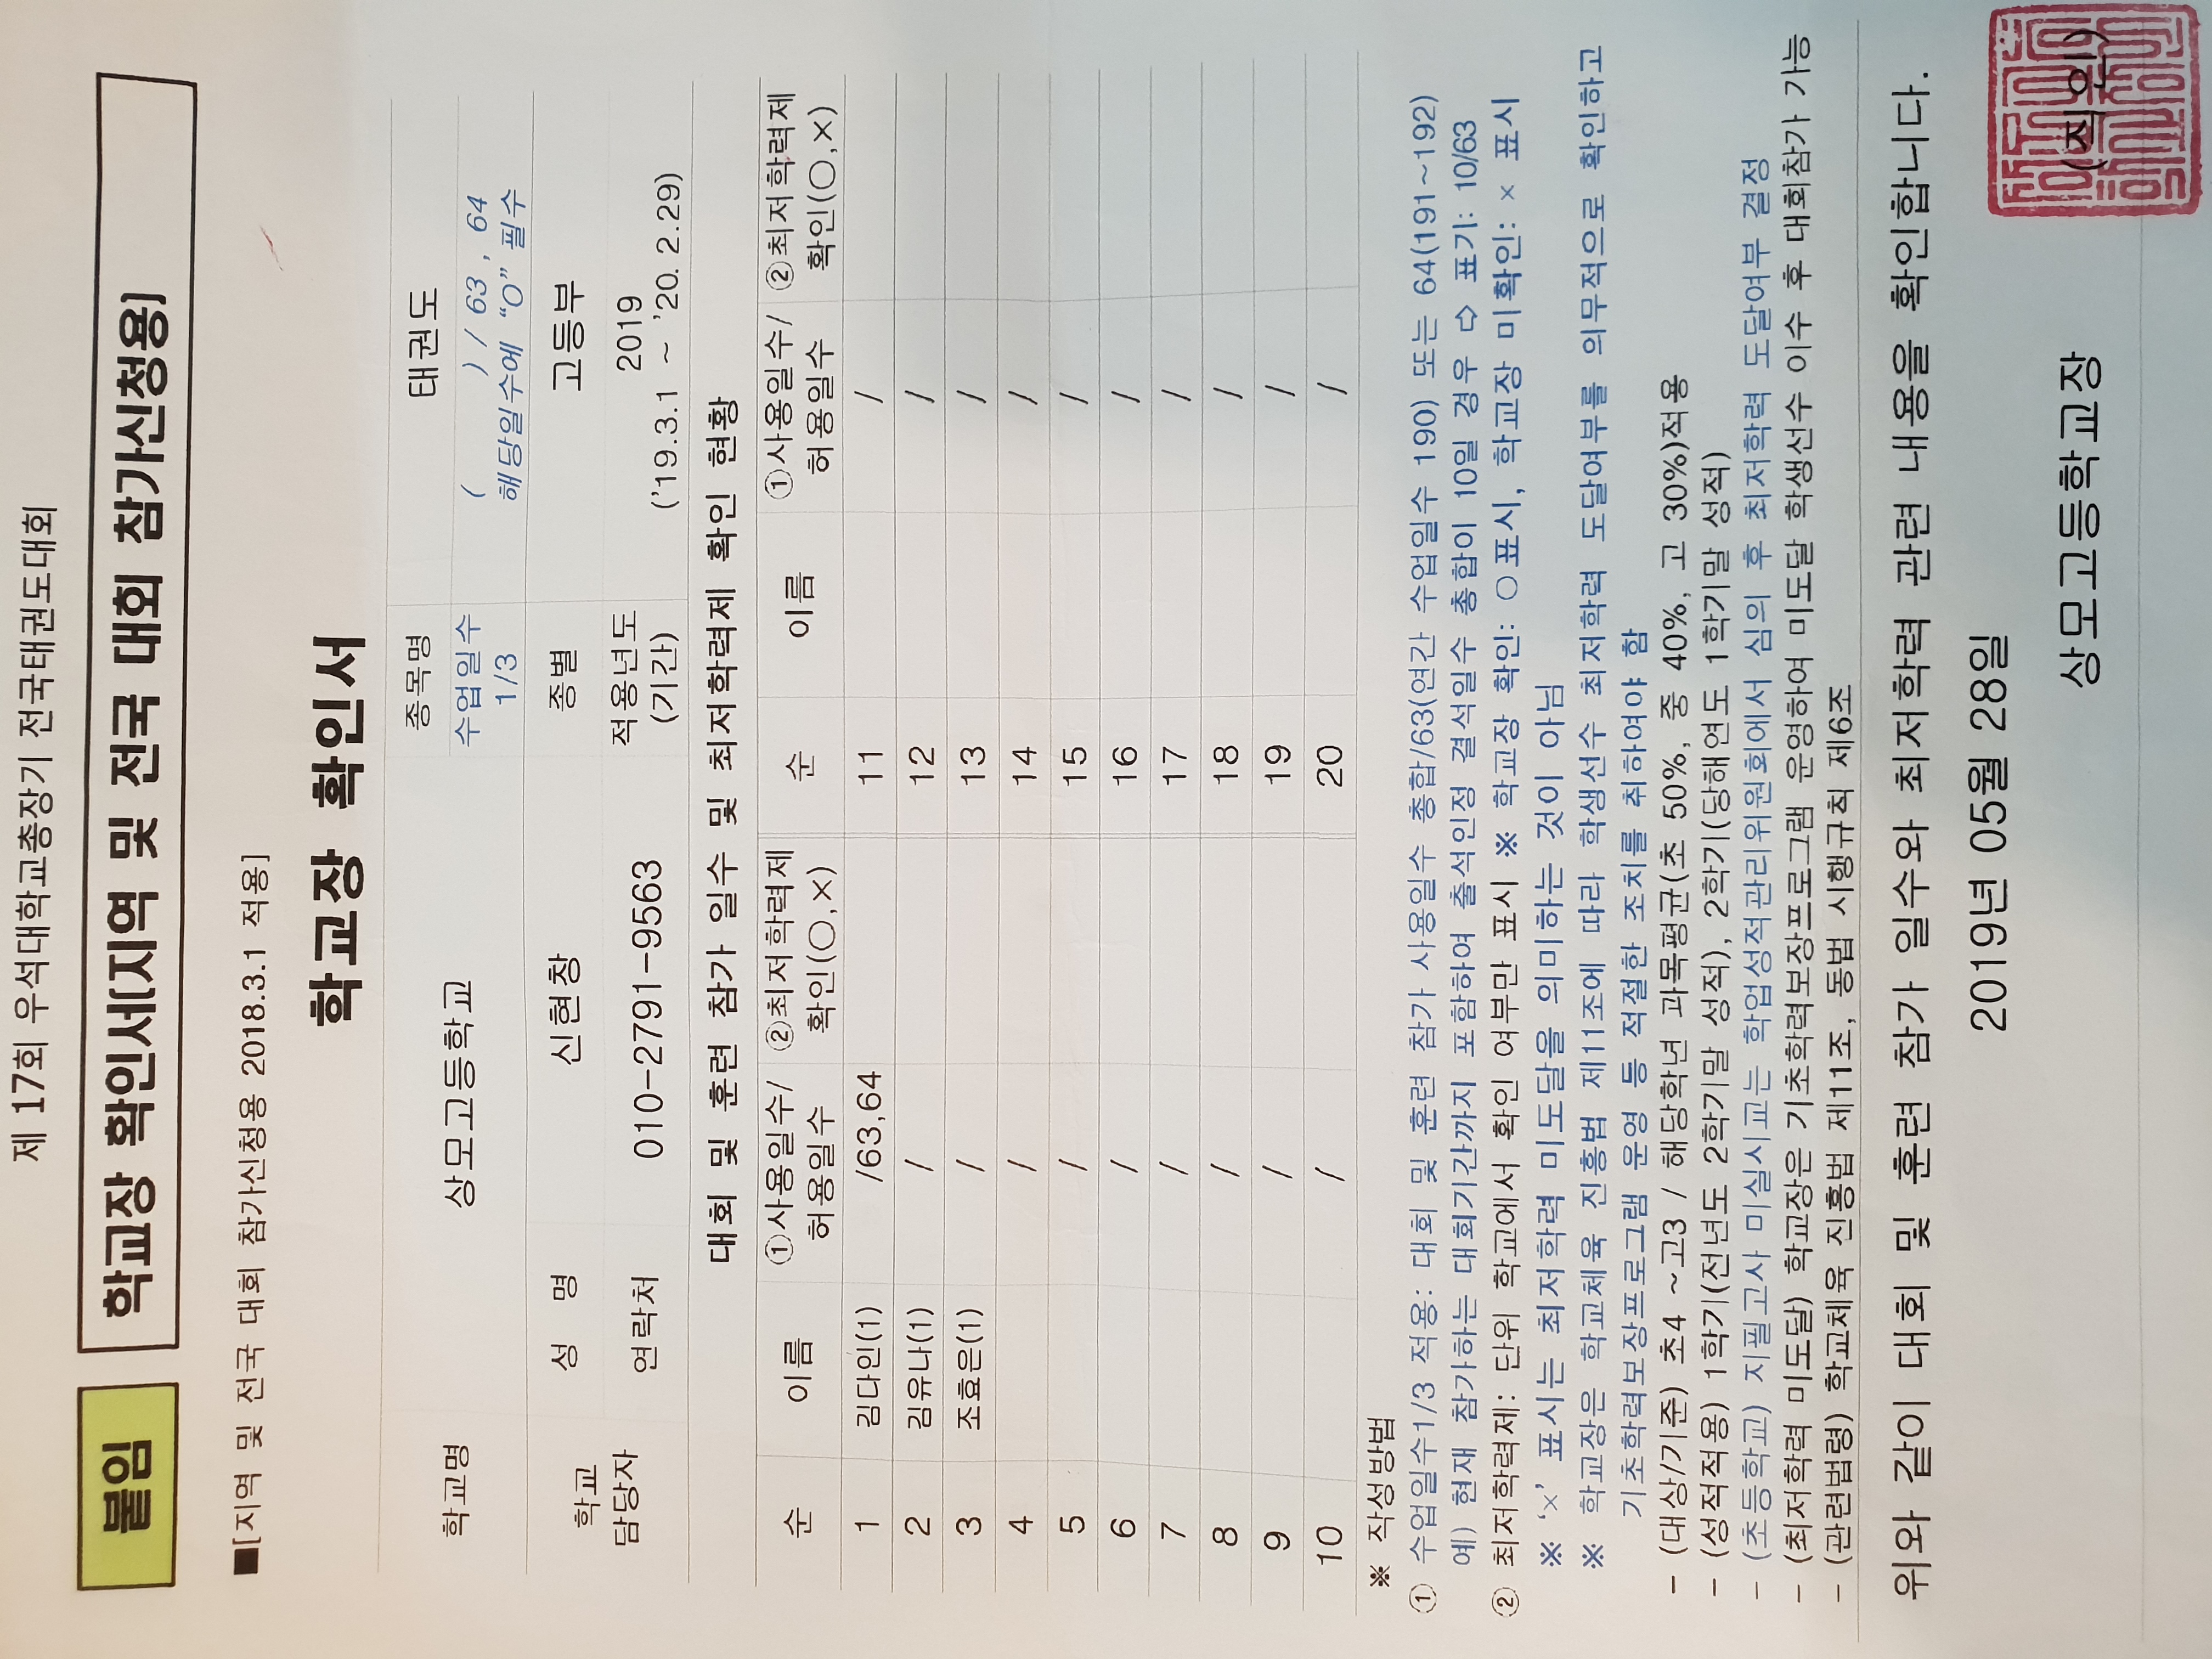 제 17회 우석대학교총장기 전국태권도대회
붙임 학교장 확인서(지역 및 전국 대회 참가신청용)
■[지역 및 전국 대회 참가신청용 2018.3.1 적용]
학교장 확인서
학교명 상모고등학교 종목명 태권도
수업일수 1/3 ( ) / 63 , 64
해당일수에 “O” 필수
학교 담당자 성 명 신현창 종별 고등부
연락처 010-2791-9563 적용년도 (기간) 2019
('19.3.1 ~ '20. 2.29)
대회 및 훈련 참가 일수 및 최저학력제 확인 현황
순 이름 ①사용일수/ 허용일수 ②최저학력제 확인(○,×) 순 이름 ①사용일수/ 허용일수 ②최저학력제 확인(○,×)
1 김다인(1) /63,64 11 /
2 김유나(1) / 12 /
3 조효은(1) / 13 /
4 / 14 /
5 / 15 /
6 / 16 /
7 / 17 /
8 / 18 /
9 / 19 /
10 / 20 /
※ 작성방법
① 수업일수1/3 적용: 대회 및 훈련 참가 사용일수 총합/63(연간 수업일수 190) 또는 64(191~192)
예) 현재 참가하는 대회기간까지 포함하여 출석인정 결석일수 총합이 10일 경우 ⇨ 표기: 10/63
② 최저학력제: 단위 학교에서 확인 여부만 표시 ※ 학교장 확인: ○표시, 학교장 미확인: × 표시
※ ‘×’ 표시는 최저학력 미도달을 의미하는 것이 아님
※ 학교장은 학교체육 진흥법 제11조에 따라 학생선수 최저학력 도달여부를 의무적으로 확인하고
기초학력보장프로그램 운영 등 적절한 조치를 취하여야 함
- (대상/기준) 초4 ~고3 / 해당학년 과목평균(초 50%, 중 40%, 고 30%)적용
- (성적적용) 1학기(전년도 2학기말 성적), 2학기(당해연도 1학기말 성적)
- (초등학교) 지필고사 미실시교는 학업성적관리위원회에서 심의 후 최저학력 도달여부 결정
- (최저학력 미도달) 학교장은 기초학력보장프로그램 운영하여 미도달 학생선수 이수 후 대회참가 가능
- (관련법령) 학교체육 진흥법 제11조, 동법 시행규칙 제6조
위와 같이 대회 및 훈련 참가 일수와 최저학력 관련 내용을 확인합니다.
2019년 05월 28일
상모고등학교장 (직인)